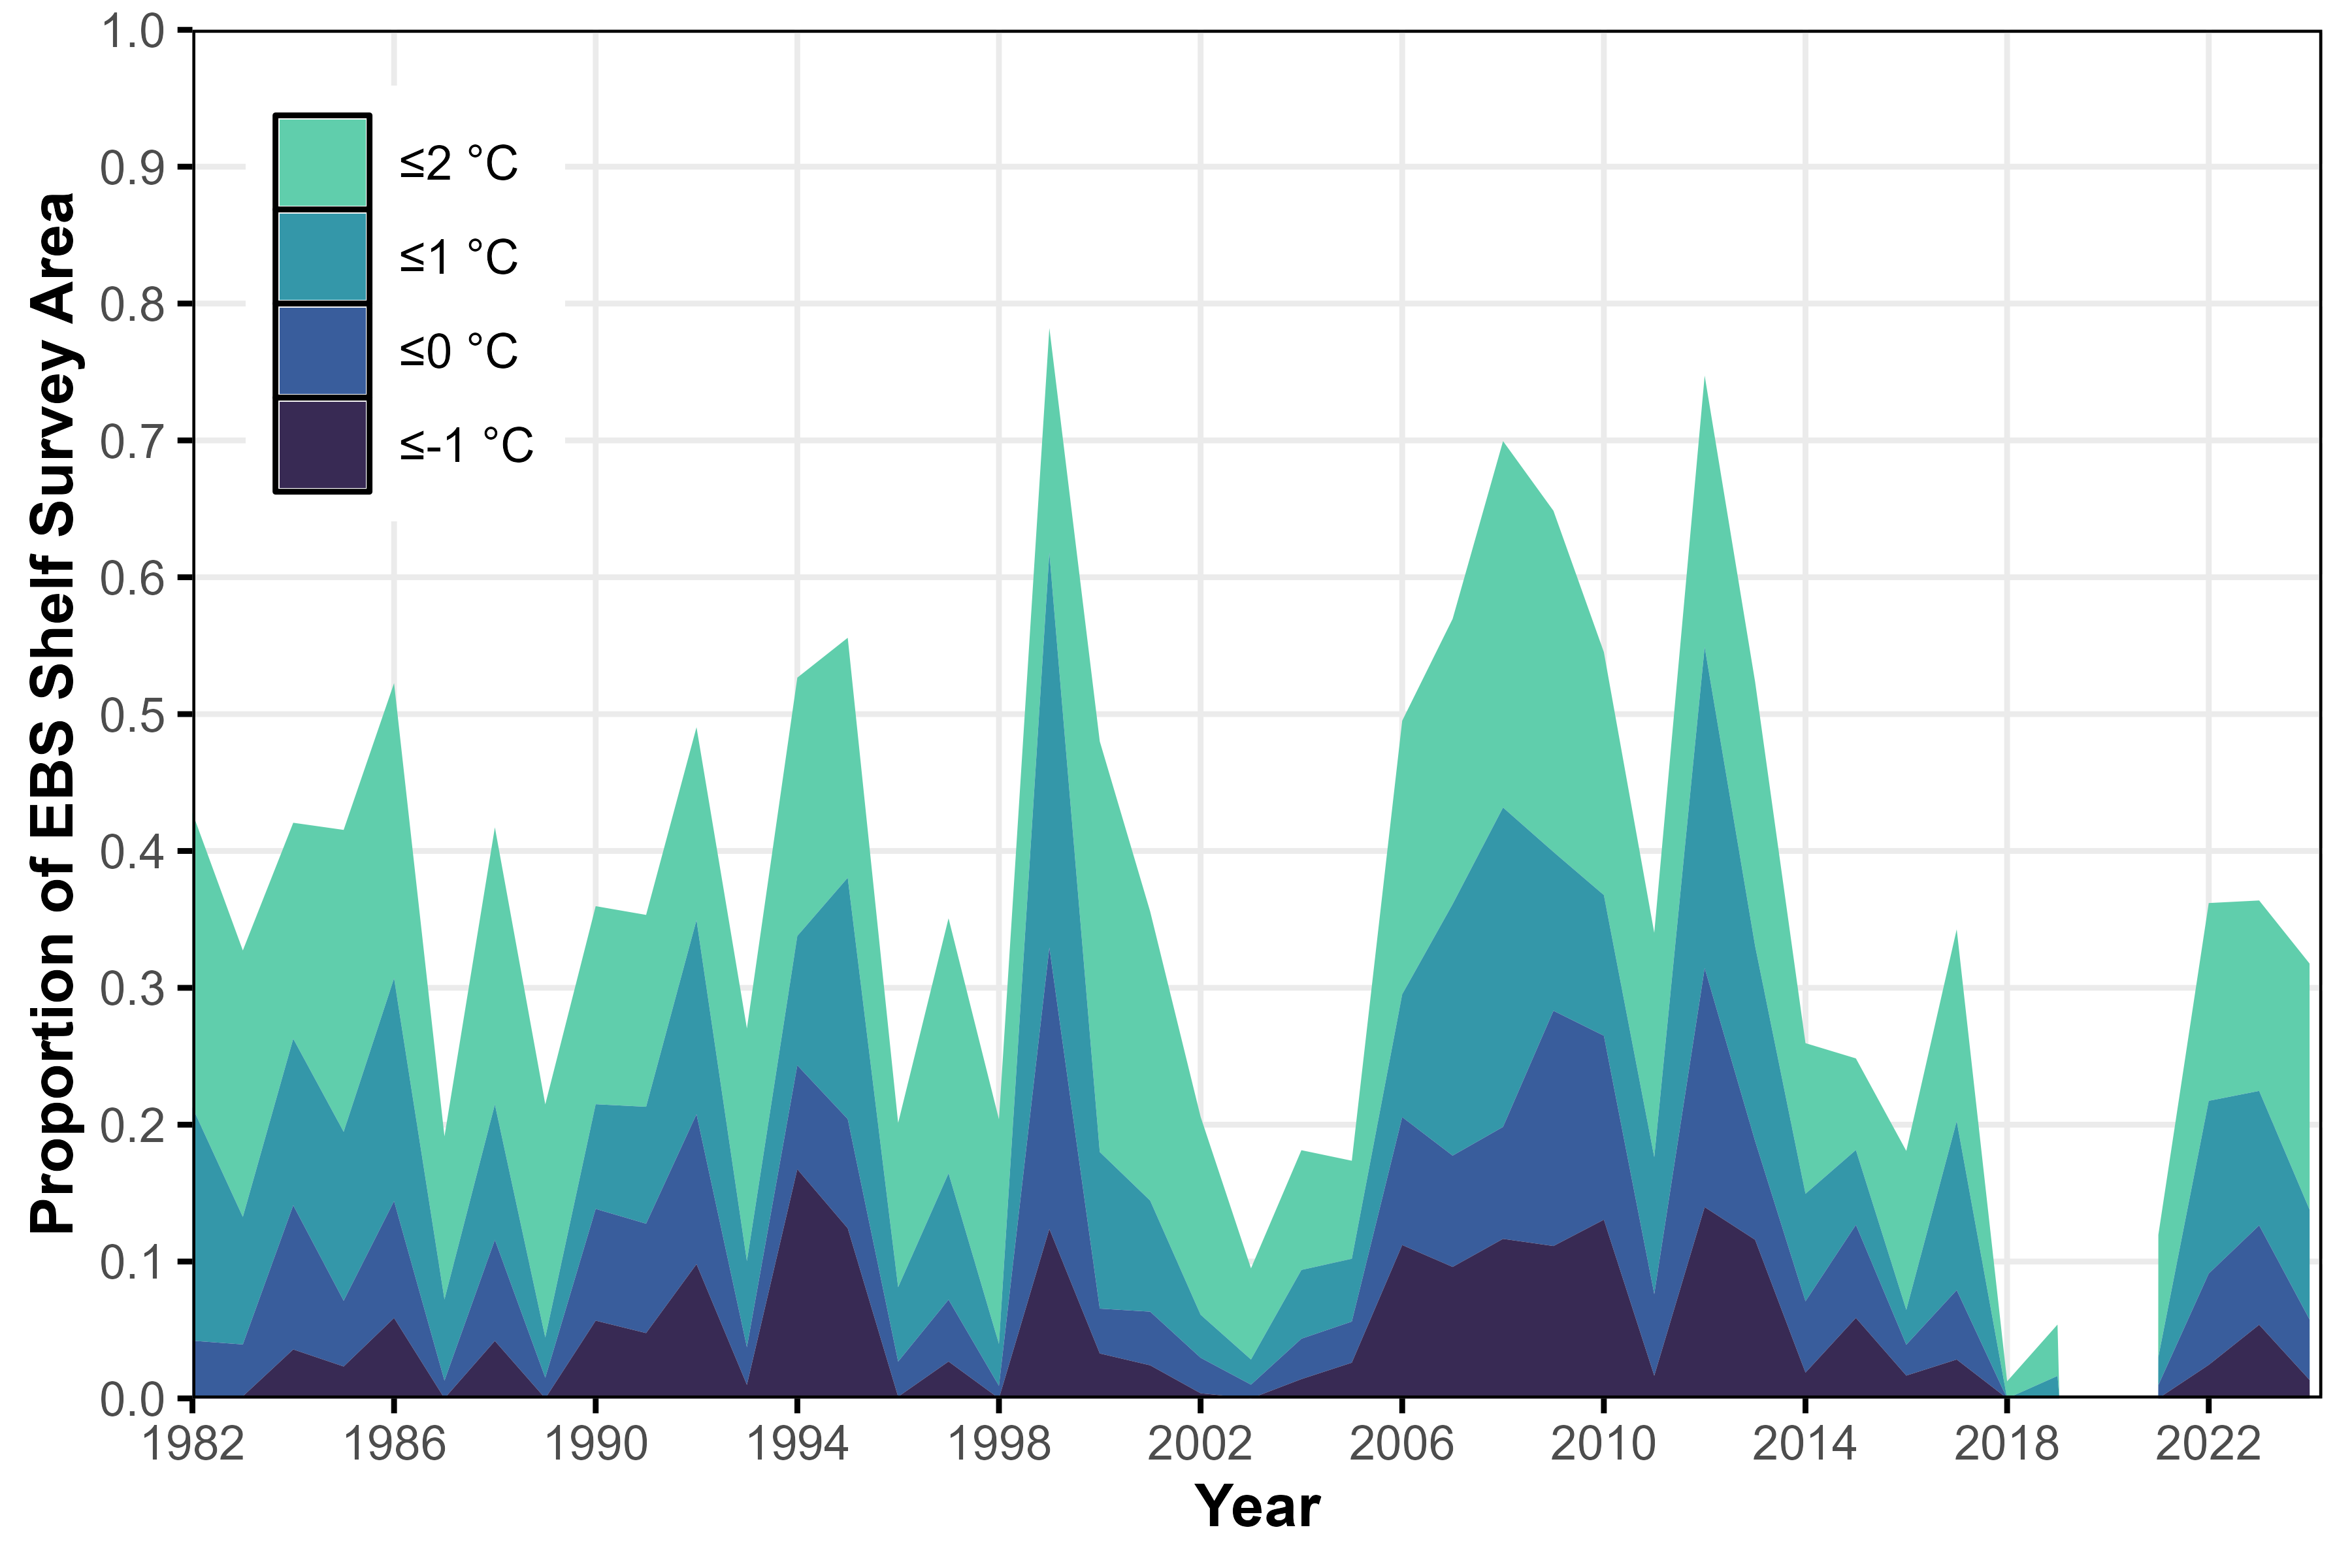 Proportion of EBS Shelf Survey Area
1.0
0.9
0.8
0.7
0.6
0.5
0.4
0.3
0.2
0.1
0.0
≤2 °C
≤1 °C
≤0 °C
≤-1 °C
1982 1986 1990 1994 1998 2002 2006 2010 2014 2018 2022
Year